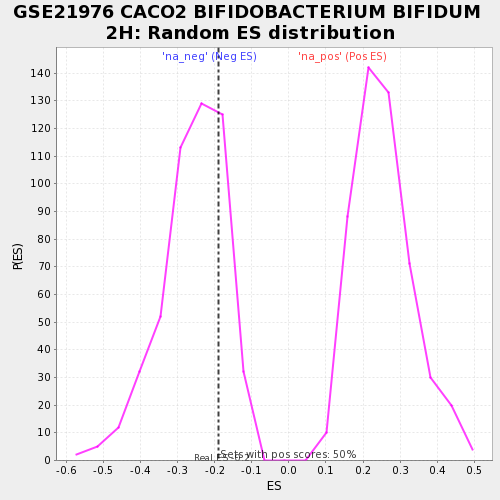 GSE21976 CACO2 BIFIDOBACTERIUM BIFIDUM
2H: Random ES distribution
'na_neg' (Neg ES)
'na_pos' (Pos ES)
140
130
120
110
100
90
80
70
60
50
40
30
20
10
0
P(ES)
Sets with pos scores: 50%
Real
-0.6 -0.5 -0.4 -0.3 -0.2 -0.1 0.0 0.1 0.2 0.3 0.4 0.5
ES